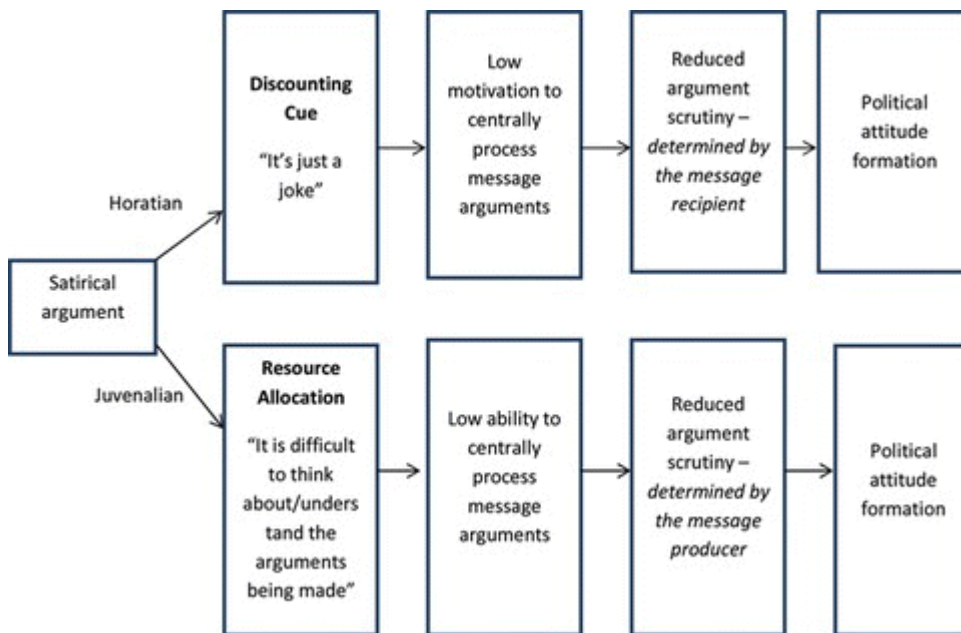 Discounting
Cue
"It's just a
joke"
Low
motivation to
centrally
process
message
arguments
Reduced
argument
scrutiny –
determined by
the message
recipient
Political
attitude
formation
Horatian
Satirical
argument
Juvenalian
Resource
Allocation
"It is difficult
to think
about/unders
tand the
arguments
being made"
Low ability to
centrally
process
message
arguments
Reduced
argument
scrutiny –
determined by
the message
producer
Political
attitude
formation